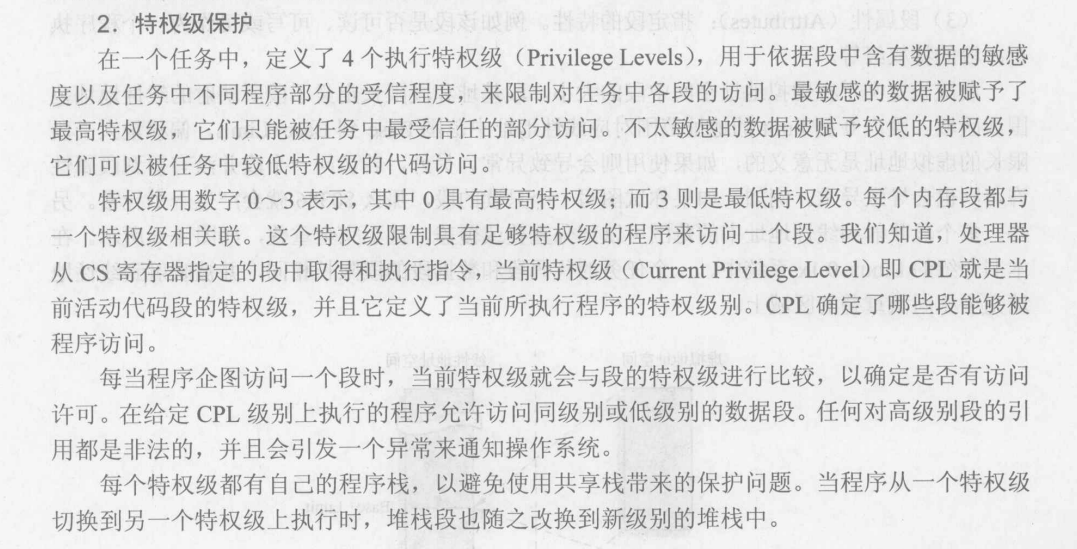 2. 特权级保护
在一个任务中，定义了 4 个执行特权级（Privilege Levels），用于依据段中含有数据的敏感
度以及任务中不同程序部分的受信程度，来限制对任务中各段的访问。最敏感的数据被赋予了
最高特权级，它们只能被任务中最受信任的部分访问。不太敏感的数据被赋予较低的特权级，
它们可以被任务中较低特权级的代码访问。
特权级用数字 0～3 表示，其中 0 具有最高特权级；而 3 则是最低特权级。每个内存段都与
一个特权级相关联。这个特权级限制具有足够特权级的程序来访问一个段。我们知道，处理器
从 CS 寄存器指定的段中取得和执行指令，当前特权级（Current Privilege Level）即 CPL 就是当
前活动代码段的特权级，并且它定义了当前所执行程序的特权级别。CPL 确定了哪些段能够被
程序访问。
每当程序企图访问一个段时，当前特权级就会与段的特权级进行比较，以确定是否有访问
许可。在给定 CPL 级别上执行的程序允许访问同级别或低级别的数据段。任何对高级别段的引
用都是非法的，并且会引发一个异常来通知操作系统。
每个特权级都有自己的程序栈，以避免使用共享栈带来的保护问题。当程序从一个特权级
切换到另一个特权级上执行时，堆栈段也随之改换到新级别的堆栈中。